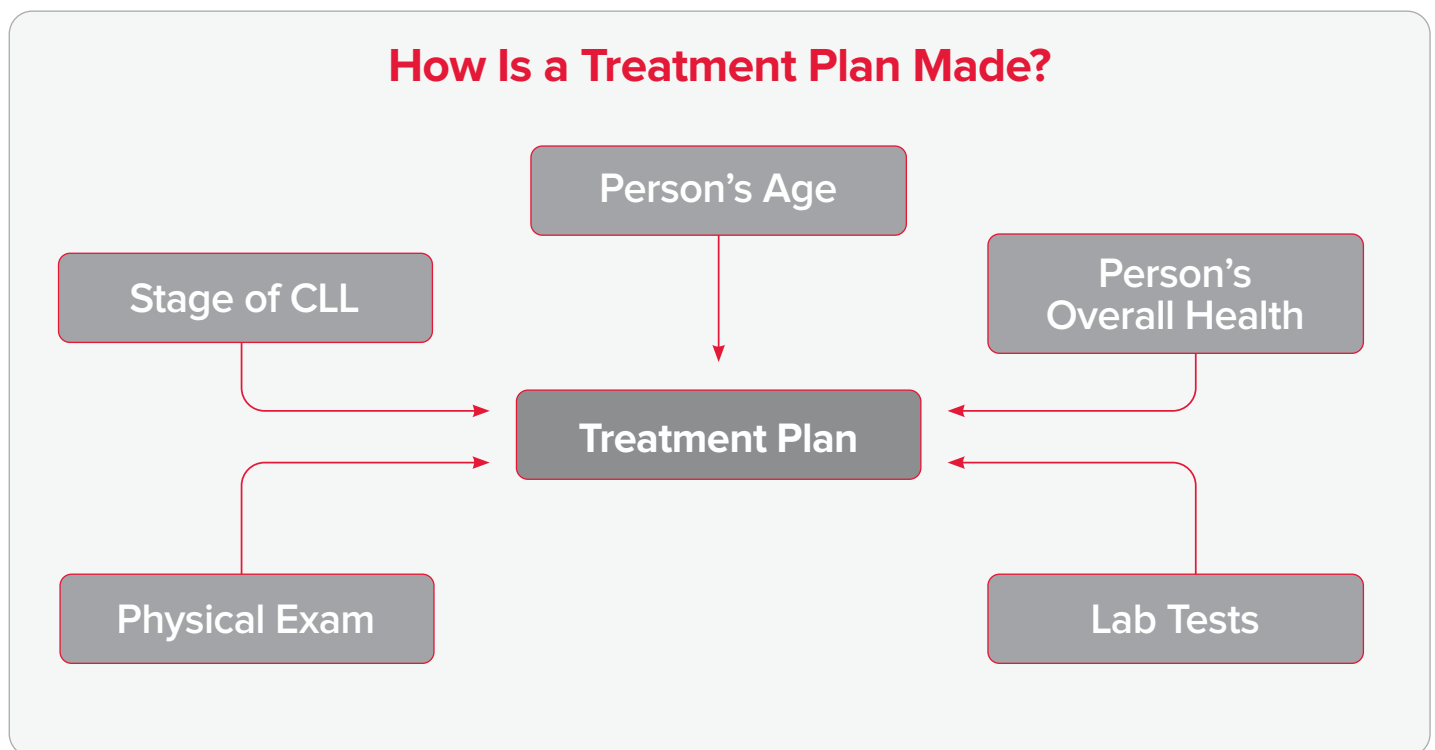 How Is a Treatment Plan Made?
Person’s Age
Stage of CLL
Person’s
Overall Health
Treatment Plan
Physical Exam
Lab Tests